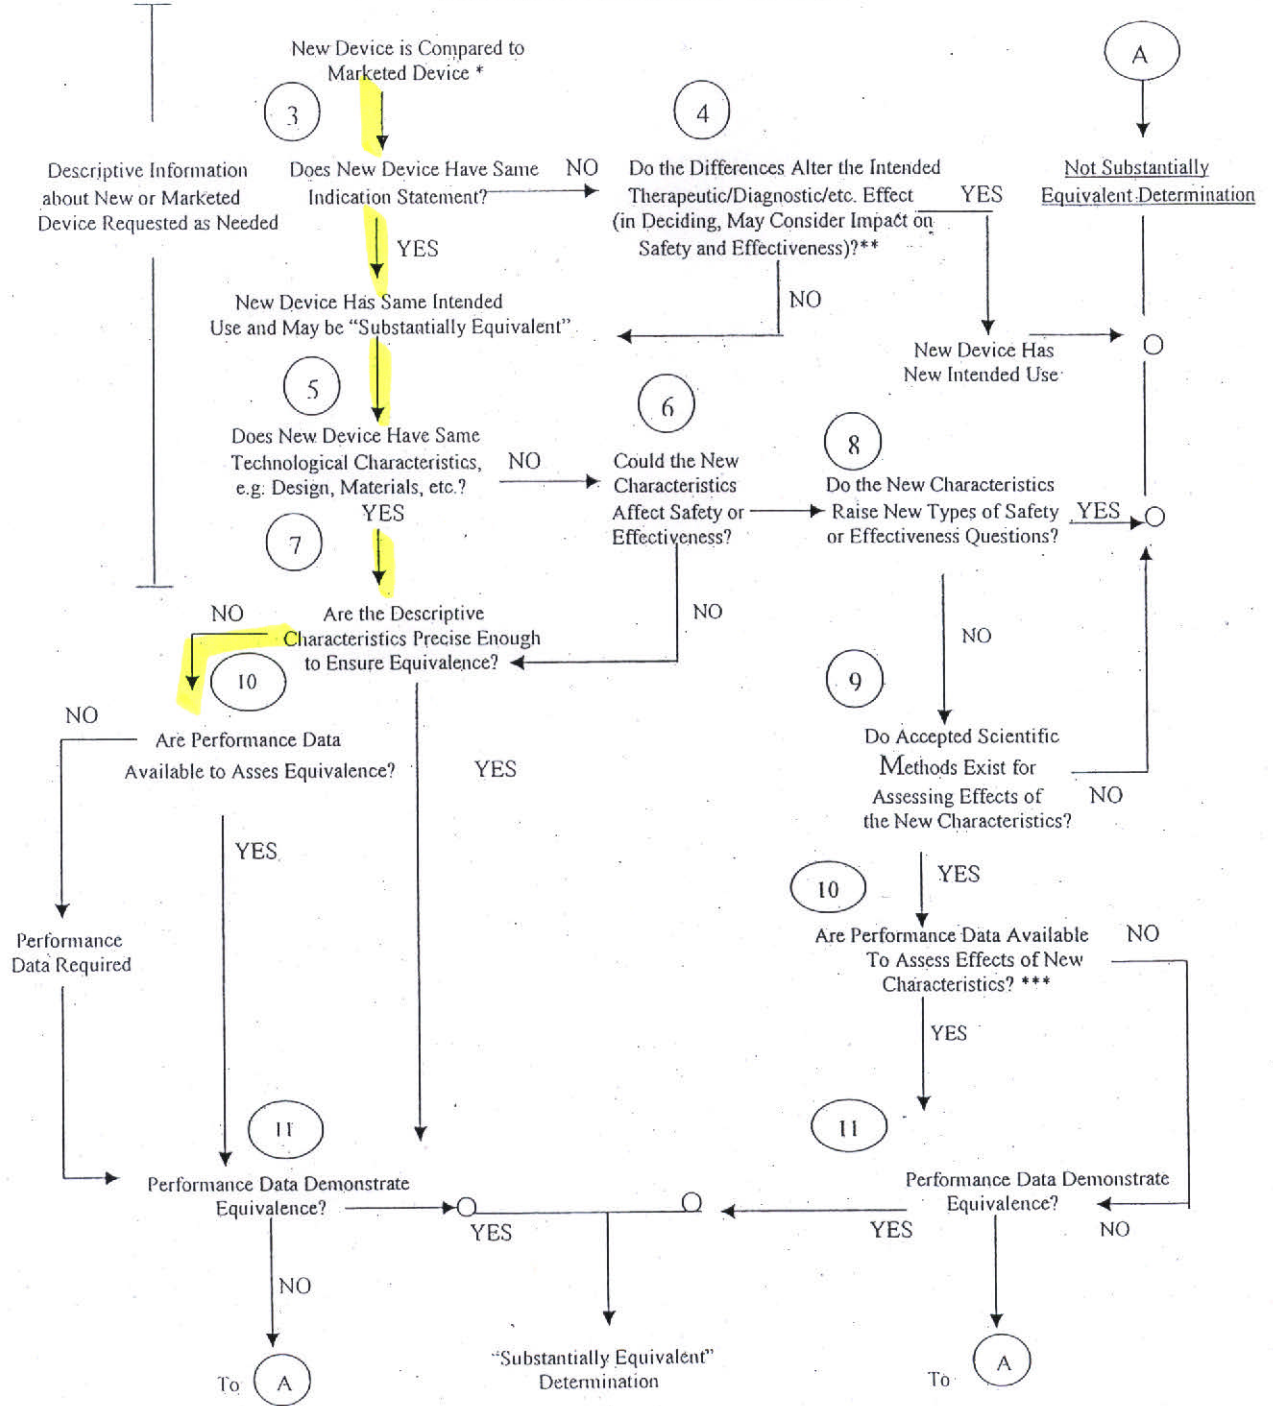 New Device is Compared to
Marketed Device *
A
3
4
Descriptive Information
about New or Marketed
Device Requested as Needed
Does New Device Have Same
Indication Statement?
NO
Do the Differences Alter the Intended
Therapeutic/Diagnostic/etc. Effect
(in Deciding, May Consider Impact on
Safety and Effectiveness)?**
YES
Not Substantially
Equivalent Determination
YES
NO
New Device Has Same Intended
Use and May be “Substantially Equivalent”
New Device Has
New Intended Use
5
6
8
Does New Device Have Same
Technological Characteristics,
e.g: Design, Materials, etc.?
NO
Could the New
Characteristics
Affect Safety or
Effectiveness?
Do the New Characteristics
Raise New Types of Safety
or Effectiveness Questions?
YES
YES
7
NO
Are the Descriptive
Characteristics Precise Enough
to Ensure Equivalence?
NO
NO
10
9
NO
Are Performance Data
Available to Asses Equivalence?
YES
Do Accepted Scientific
Methods Exist for
Assessing Effects of
the New Characteristics?
NO
YES
YES
10
Performance
Data Required
Are Performance Data Available
To Assess Effects of New
Characteristics? ***
NO
YES
11
11
Performance Data Demonstrate
Equivalence?
YES
YES
Performance Data Demonstrate
Equivalence?
NO
NO
To A
“Substantially Equivalent”
Determination
To A